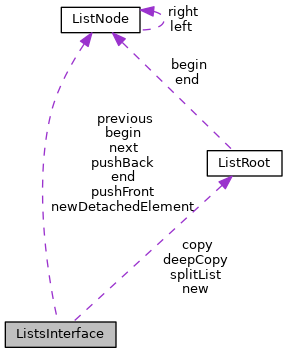 ListNode
right
left
begin
end
previous
begin
next
pushBack
end
pushFront
newDetachedElement
ListRoot
copy
deepCopy
splitList
new
ListsInterface